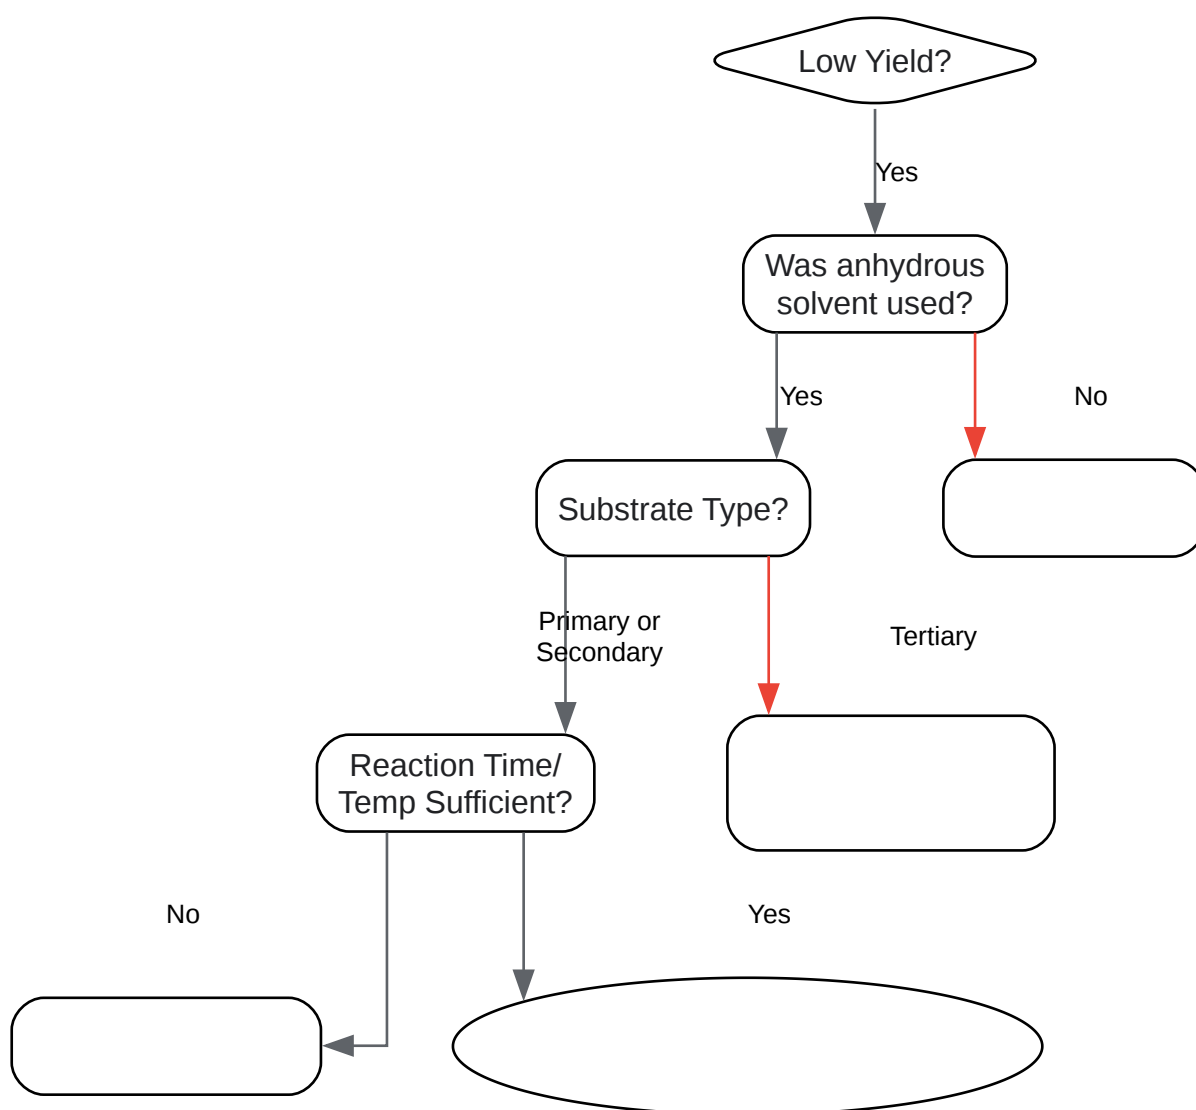 Low Yield?
Yes
Was anhydrous
solvent used?
Yes
No
Substrate Type?
Primary or
Secondary
Tertiary
Reaction Time/
Temp Sufficient?
No
Yes